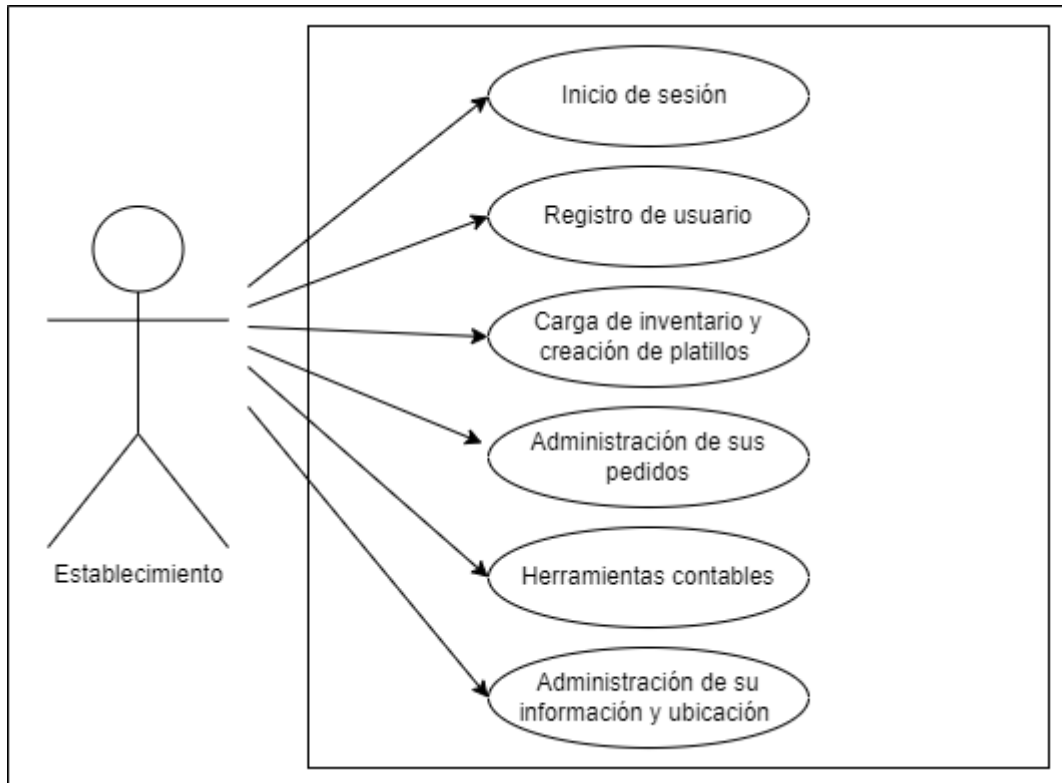 Inicio de sesión
Registro de usuario
Carga de inventario y
creación de platillos
Administración de sus
pedidos
Establecimiento
Herramientas contables
Administración de su
información y ubicación